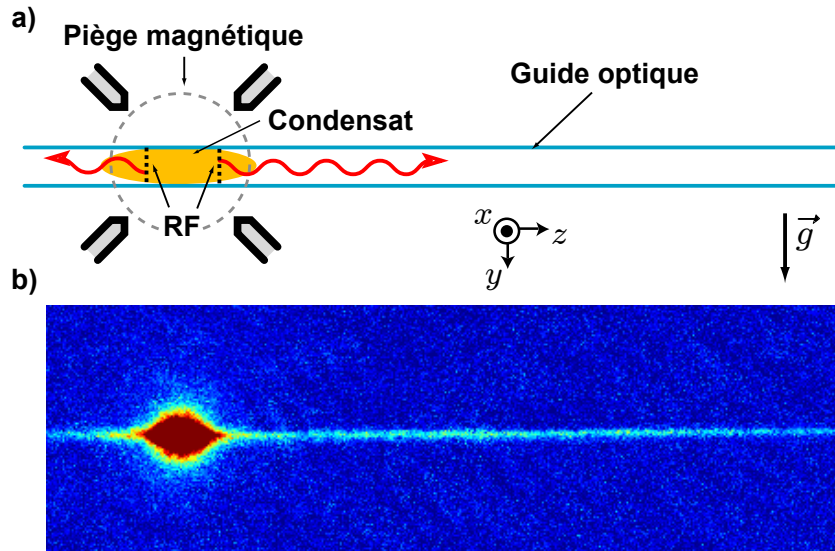 a)
Piège magnétique
Guide optique
Condensat
RF
x
z
y
g
b)